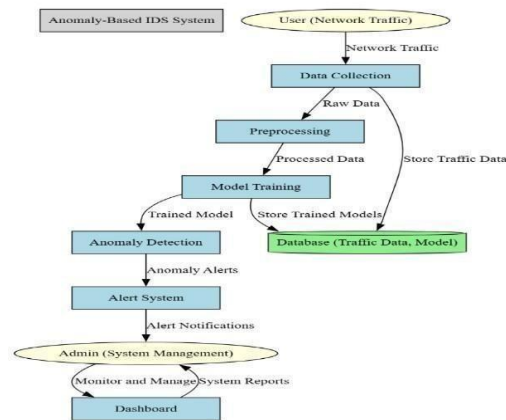 Anomaly-Based IDS System
User (Network Traffic)
Network Traffic
Data Collection
Raw Data
Preprocessing
Processed Data
Store Traffic Data
Model Training
Trained Model
Store Trained Models
Anomaly Detection
Database (Traffic Data, Model)
Anomaly Alerts
Alert System
Alert Notifications
Admin (System Management)
Monitor and Manage
System Reports
Dashboard